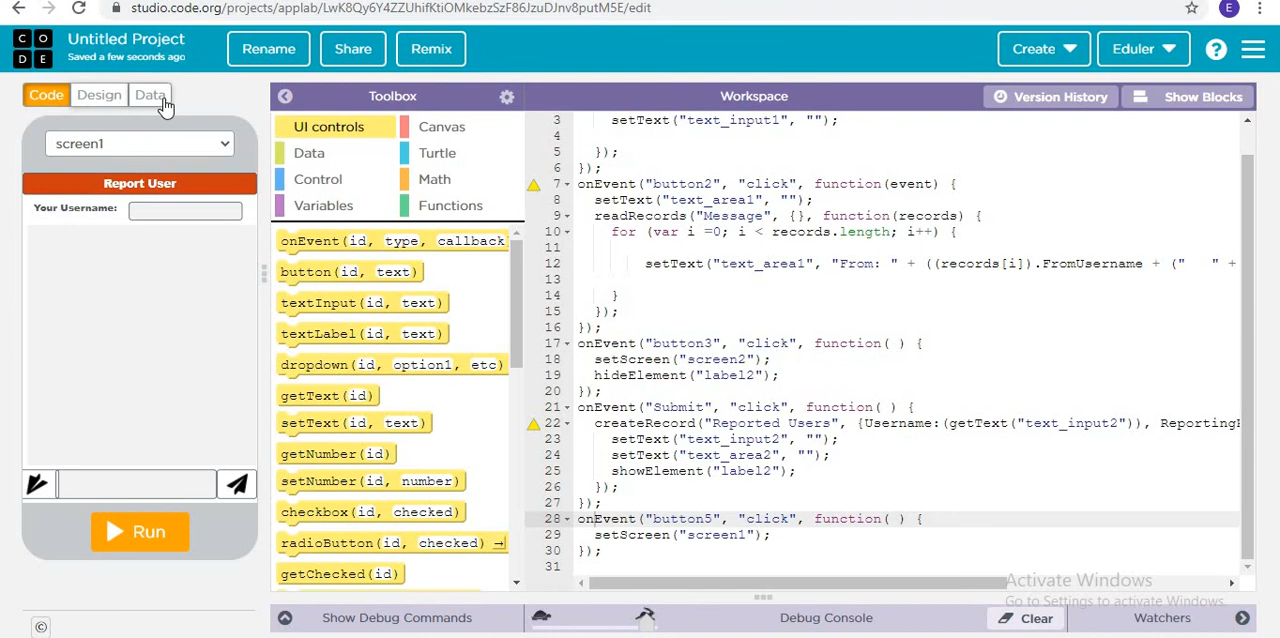 studio.code.org/projects/applab/LwK8Qy6Y4ZZUhifKtiOMkebzSzF86JzuDJnv8putM5E/edit
E
C O
D E
Untitled Project
Saved a few seconds ago
Rename
Share
Remix
Create
Eduler
?
Code
Design
Data
Toolbox
Workspace
Version History
Show Blocks
screen1
Report User
Your Username:
Run
©
UI controls
Canvas
Data
Turtle
Control
Math
Variables
Functions
onEvent(id, type, callback
button(id, text)
textInput(id, text)
textLabel(id, text)
dropdown(id, option1, etc)
getText(id)
setText(id, text)
getNumber(id)
setNumber(id, number)
checkbox(id, checked)
radioButton(id, checked)
getChecked(id)
3 setText("text_input1", "");
4
5 });
6 });
7 onEvent("button2", "click", function(event) {
8 setText("text_area1", "");
9 readRecords("Message", {}, function(records) {
10 for (var i =0; i < records.length; i++) {
11
12 setText("text_area1", "From: " + ((records[i]).FromUsername + (" " +
13
14 }
15 });
16 });
17 onEvent("button3", "click", function( ) {
18 setScreen("screen2");
19 hideElement("label2");
20 });
21 onEvent("Submit", "click", function( ) {
22 createRecord("Reported Users", {Username:(getText("text_input2")), Reporting
23 setText("text_input2", "");
24 setText("text_area2", "");
25 showElement("label2");
26 });
27 });
28 onEvent("button5", "click", function( ) {
29 setScreen("screen1");
30 });
31
Activate Windows
Go to Settings to activate Windows.
Show Debug Commands
Debug Console
Clear
Watchers